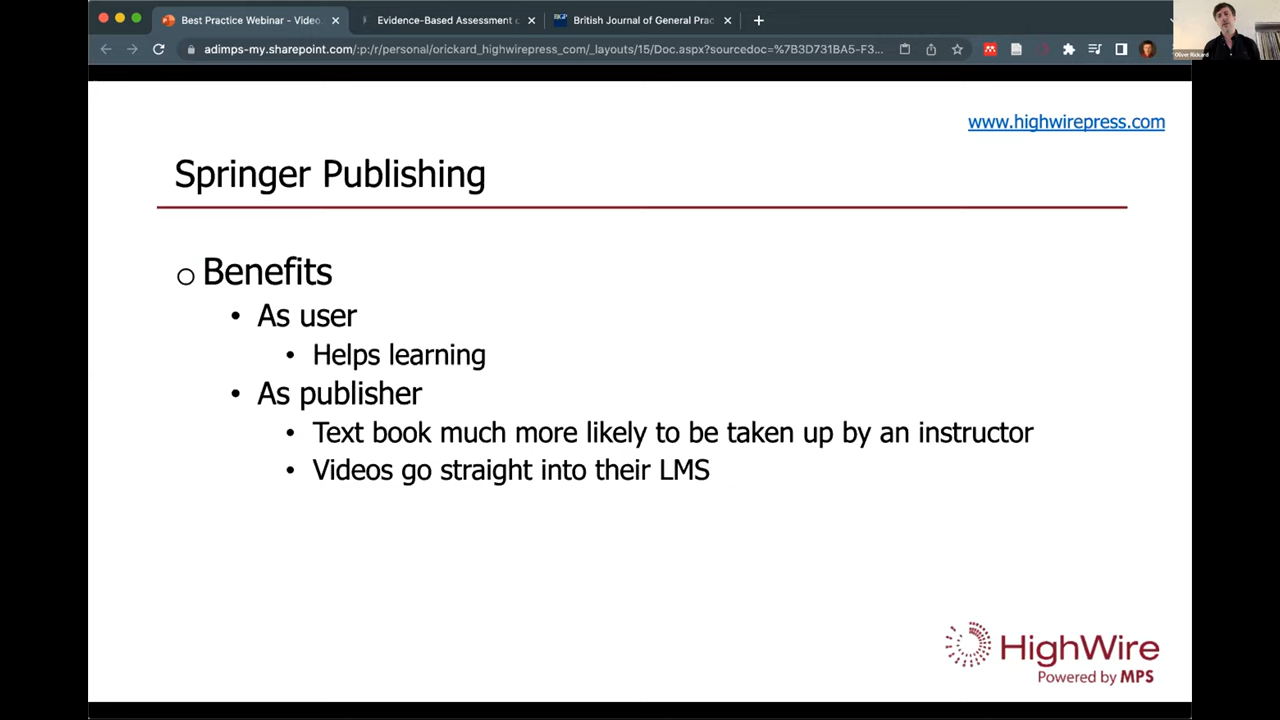 Best Practice Webinar - Video
Evidence-Based Assessment
British Journal of General Prac
adimps-my.sharepoint.com/:p:/r/personal/orickard_highwirepress_com/_layouts/15/Doc.aspx?sourcedoc=%7B3D731BA5-F3...
Oliver Rickard
www.highwirepress.com
Springer Publishing
Benefits
As user
Helps learning
As publisher
Text book much more likely to be taken up by an instructor
Videos go straight into their LMS
HighWire
Powered by MPS